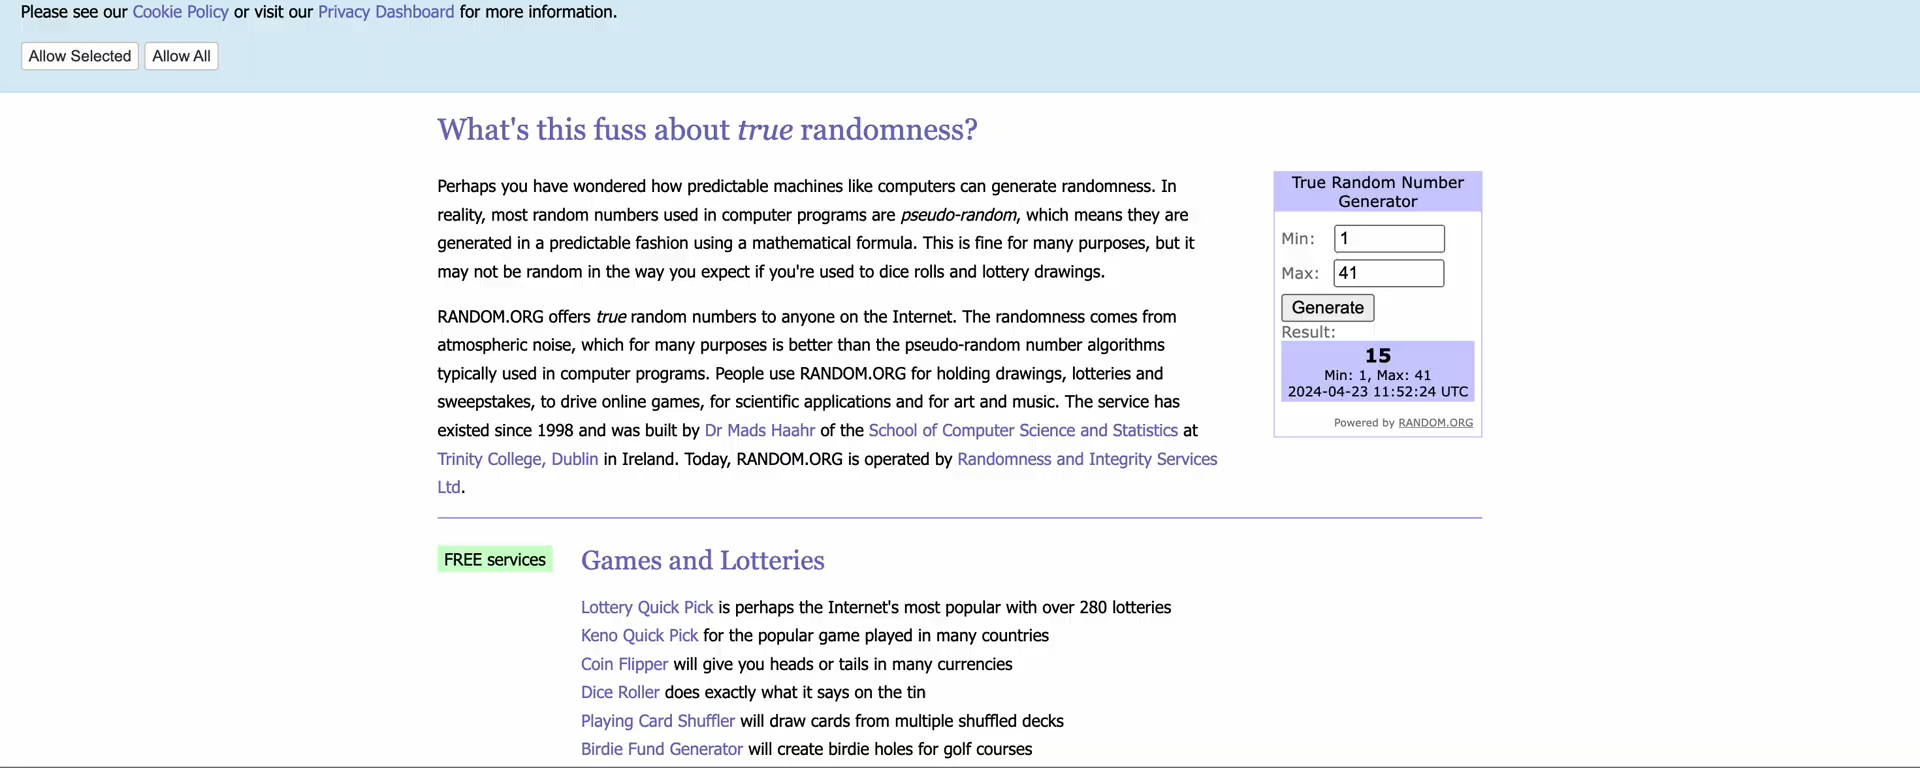 Please see our Cookie Policy or visit our Privacy Dashboard for more information.
Allow Selected Allow All
What's this fuss about true randomness?
Perhaps you have wondered how predictable machines like computers can generate randomness. In
reality, most random numbers used in computer programs are pseudo-random, which means they are
generated in a predictable fashion using a mathematical formula. This is fine for many purposes, but it
may not be random in the way you expect if you're used to dice rolls and lottery drawings.
RANDOM.ORG offers true random numbers to anyone on the Internet. The randomness comes from
atmospheric noise, which for many purposes is better than the pseudo-random number algorithms
typically used in computer programs. People use RANDOM.ORG for holding drawings, lotteries and
sweepstakes, to drive online games, for scientific applications and for art and music. The service has
existed since 1998 and was built by Dr Mads Haahr of the School of Computer Science and Statistics at
Trinity College, Dublin in Ireland. Today, RANDOM.ORG is operated by Randomness and Integrity Services
Ltd.
True Random Number
Generator
Min: 1
Max: 41
Generate
Result:
15
Min: 1, Max: 41
2024-04-23 11:52:24 UTC
Powered by RANDOM.ORG
FREE services
Games and Lotteries
Lottery Quick Pick is perhaps the Internet's most popular with over 280 lotteries
Keno Quick Pick for the popular game played in many countries
Coin Flipper will give you heads or tails in many currencies
Dice Roller does exactly what it says on the tin
Playing Card Shuffler will draw cards from multiple shuffled decks
Birdie Fund Generator will create birdie holes for golf courses